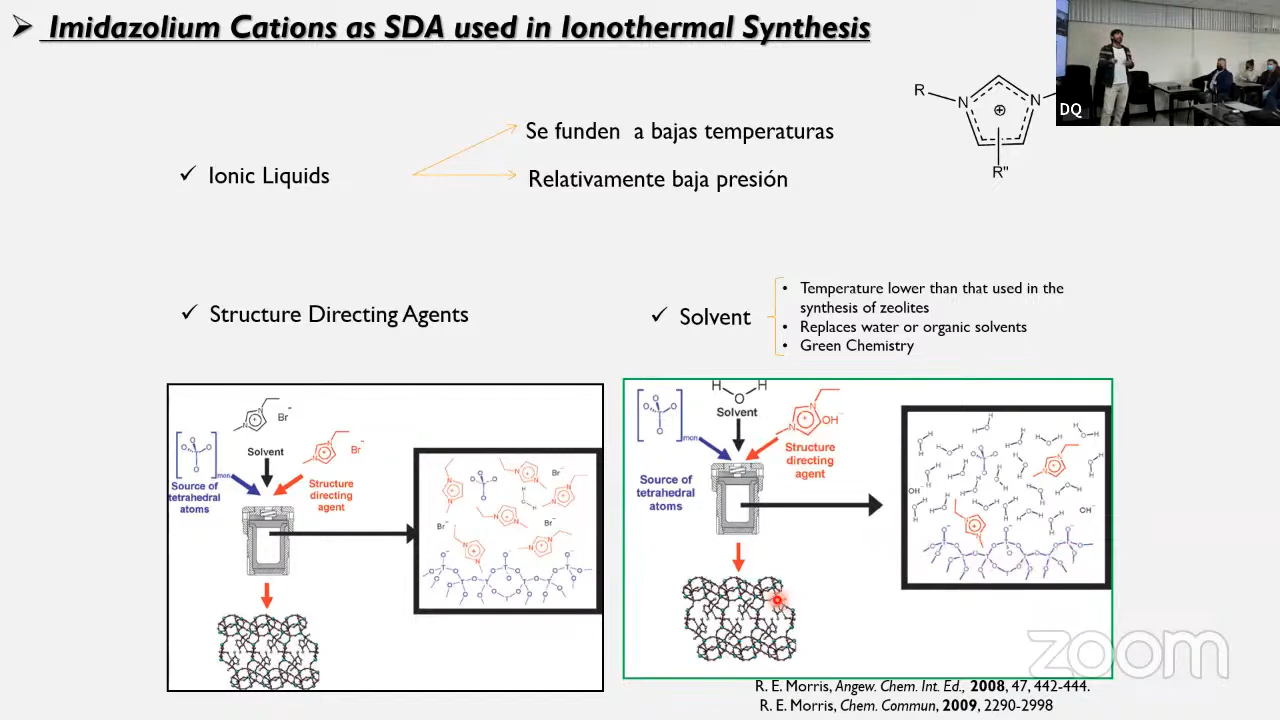 ➤ Imidazolium Cations as SDA used in Ionothermal Synthesis
DQ
R
N
N
⊕
R"
✓ Ionic Liquids
Se funden a bajas temperaturas
Relativamente baja presión
✓ Structure Directing Agents
✓ Solvent
• Temperature lower than that used in the
synthesis of zeolites
• Replaces water or organic solvents
• Green Chemistry
Br⁻
Solvent
Br⁻
mon
Source of
tetrahedral
atoms
Structure
directing
agent
Br⁻
Br⁻
Br⁻
Br⁻
H H
O
Solvent
OH⁻
mon
Structure
directing
agent
Source of
tetrahedral
atoms
OH
OH⁻
zoom
R. E. Morris, Angew. Chem. Int. Ed., 2008, 47, 442-444.
R. E. Morris, Chem. Commun, 2009, 2290-2998